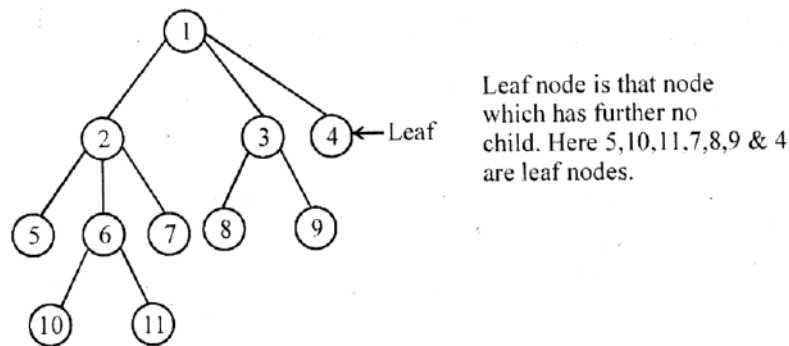 1
2
3
4
Leaf
5
6
7
8
9
10
11
Leaf node is that node
which has further no
child. Here 5,10,11,7,8,9 & 4
are leaf nodes.